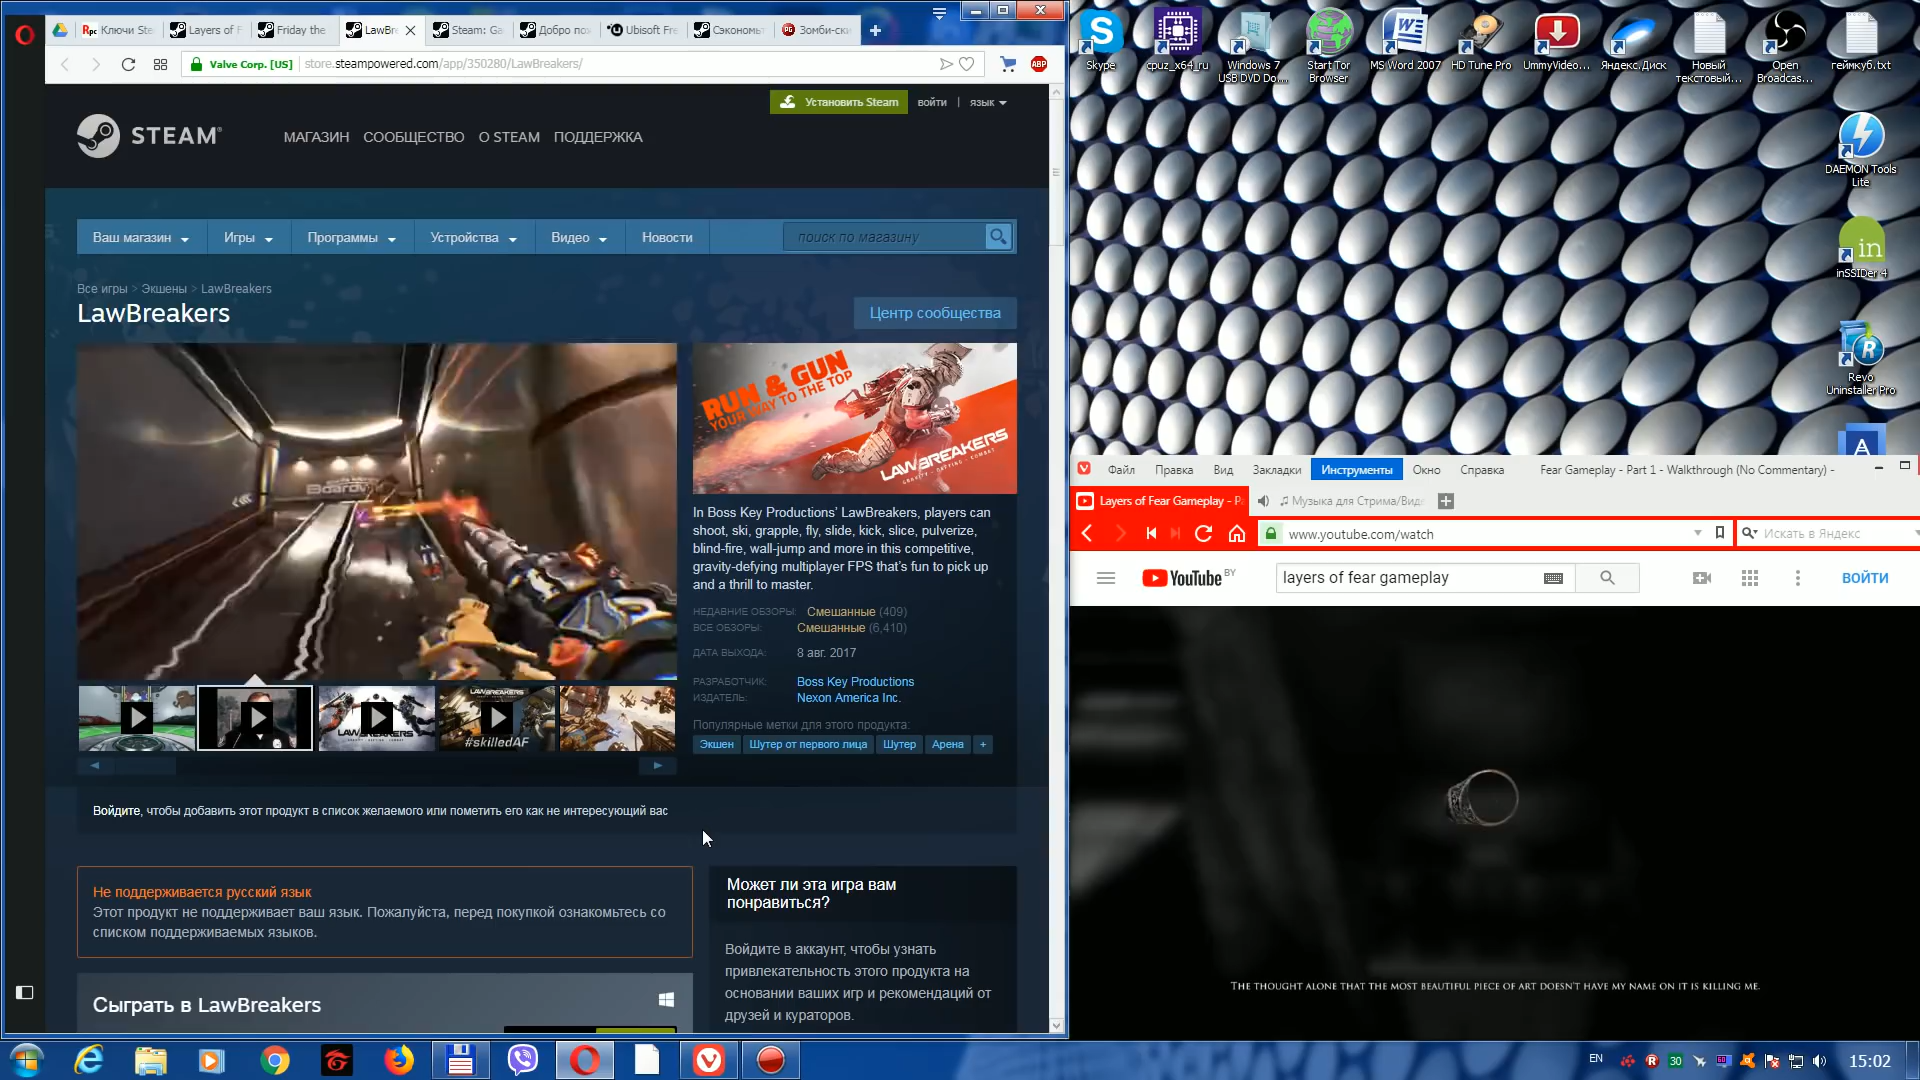 Ключи Ste
Layers of F
Friday the
LawBre
Steam: Ga
Добро пож
Ubisoft Fre
Сэкономьт
Зомби-ски
Valve Corp. [US]
store.steampowered.com/app/350280/LawBreakers/
ABP
Установить Steam
войти | язык
STEAM
МАГАЗИН СООБЩЕСТВО О STEAM ПОДДЕРЖКА
Ваш магазин
Игры
Программы
Устройства
Видео
Новости
поиск по магазину
Все игры > Экшены > LawBreakers
LawBreakers
Центр сообщества
RUN & GUN
YOUR WAY TO THE TOP
LAWBREAKERS
In Boss Key Productions' LawBreakers, players can
shoot, ski, grapple, fly, slide, kick, slice, pulverize,
blind-fire, wall-jump and more in this competitive,
gravity-defying multiplayer FPS that's fun to pick up
and a thrill to master.
НЕДАВНИЕ ОБЗОРЫ: Смешанные (409)
ВСЕ ОБЗОРЫ: Смешанные (6,410)
ДАТА ВЫХОДА: 8 авг. 2017
РАЗРАБОТЧИК: Boss Key Productions
ИЗДАТЕЛЬ: Nexon America Inc.
Популярные метки для этого продукта:
Экшен Шутер от первого лица Шутер Арена +
LAWBREAKERS
#skilledAF
Войдите, чтобы добавить этот продукт в список желаемого или пометить его как не интересующий вас
Не поддерживается русский язык
Этот продукт не поддерживает ваш язык. Пожалуйста, перед покупкой ознакомьтесь со
списком поддерживаемых языков.
Может ли эта игра вам
понравиться?
Войдите в аккаунт, чтобы узнать
привлекательность этого продукта на
основании ваших игр и рекомендаций от
друзей и кураторов.
Сыграть в LawBreakers
Skype
cpuz_x64_ru
Windows 7
USB DVD Do...
Start Tor
Browser
MS Word 2007
HD Tune Pro
UmmyVideo...
Яндекс.Диск
Новый
текстовый...
Open
Broadcas...
геймкуб.txt
DAEMON Tools
Lite
in
inSSIDer 4
Revo
Uninstaller Pro
Файл Правка Вид Закладки Инструменты Окно Справка
Fear Gameplay - Part 1 - Walkthrough (No Commentary) -
Layers of Fear Gameplay - P
Музыка для Стрима/Вид
www.youtube.com/watch
Искать в Яндекс
YouTube BY
layers of fear gameplay
ВОЙТИ
THE THOUGHT ALONE THAT THE MOST BEAUTIFUL PIECE OF ART DOESN'T HAVE MY NAME ON IT IS KILLING ME.
EN
30
15:02